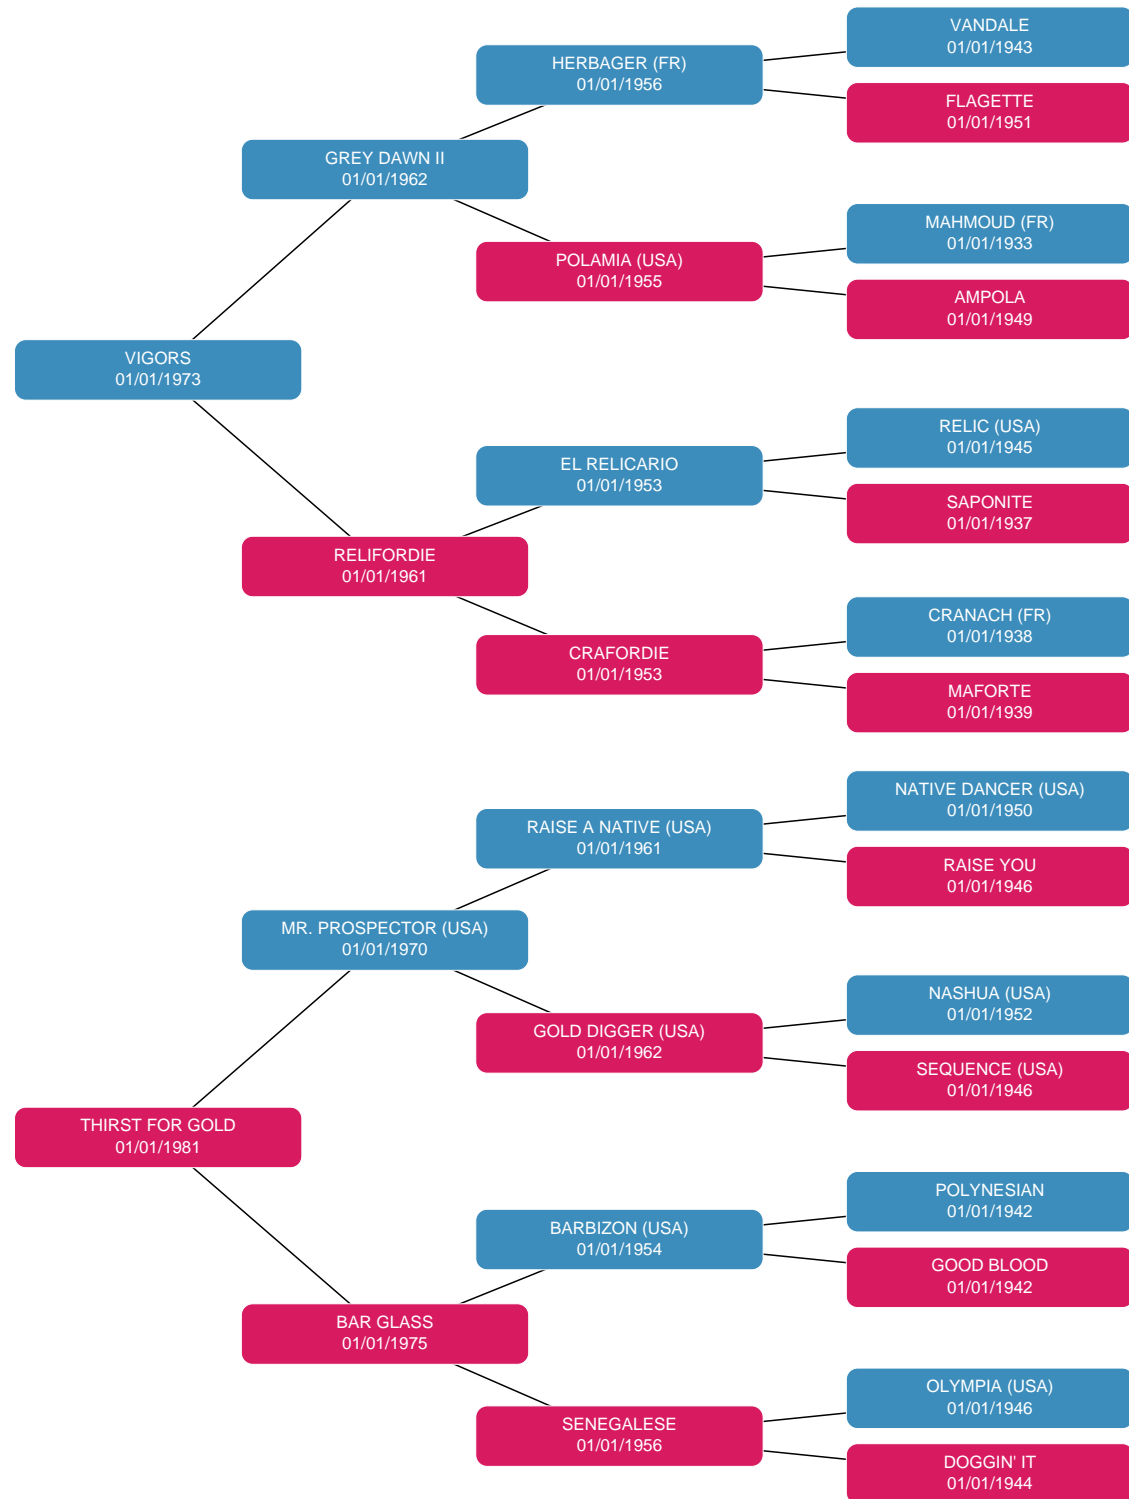 VANDALE
01/01/1943
HERBAGER (FR)
01/01/1956
FLAGETTE
01/01/1951
GREY DAWN II
01/01/1962
MAHMOUD (FR)
01/01/1933
POLAMIA (USA)
01/01/1955
AMPOLA
01/01/1949
VIGORS
01/01/1973
RELIC (USA)
01/01/1945
EL RELICARIO
01/01/1953
SAPONITE
01/01/1937
RELIFORDIE
01/01/1961
CRANACH (FR)
01/01/1938
CRAFORDIE
01/01/1953
MAFORTE
01/01/1939
NATIVE DANCER (USA)
01/01/1950
RAISE A NATIVE (USA)
01/01/1961
RAISE YOU
01/01/1946
MR. PROSPECTOR (USA)
01/01/1970
NASHUA (USA)
01/01/1952
GOLD DIGGER (USA)
01/01/1962
SEQUENCE (USA)
01/01/1946
THIRST FOR GOLD
01/01/1981
POLYNESIAN
01/01/1942
BARBIZON (USA)
01/01/1954
GOOD BLOOD
01/01/1942
BAR GLASS
01/01/1975
OLYMPIA (USA)
01/01/1946
SENEGALESE
01/01/1956
DOGGIN' IT
01/01/1944